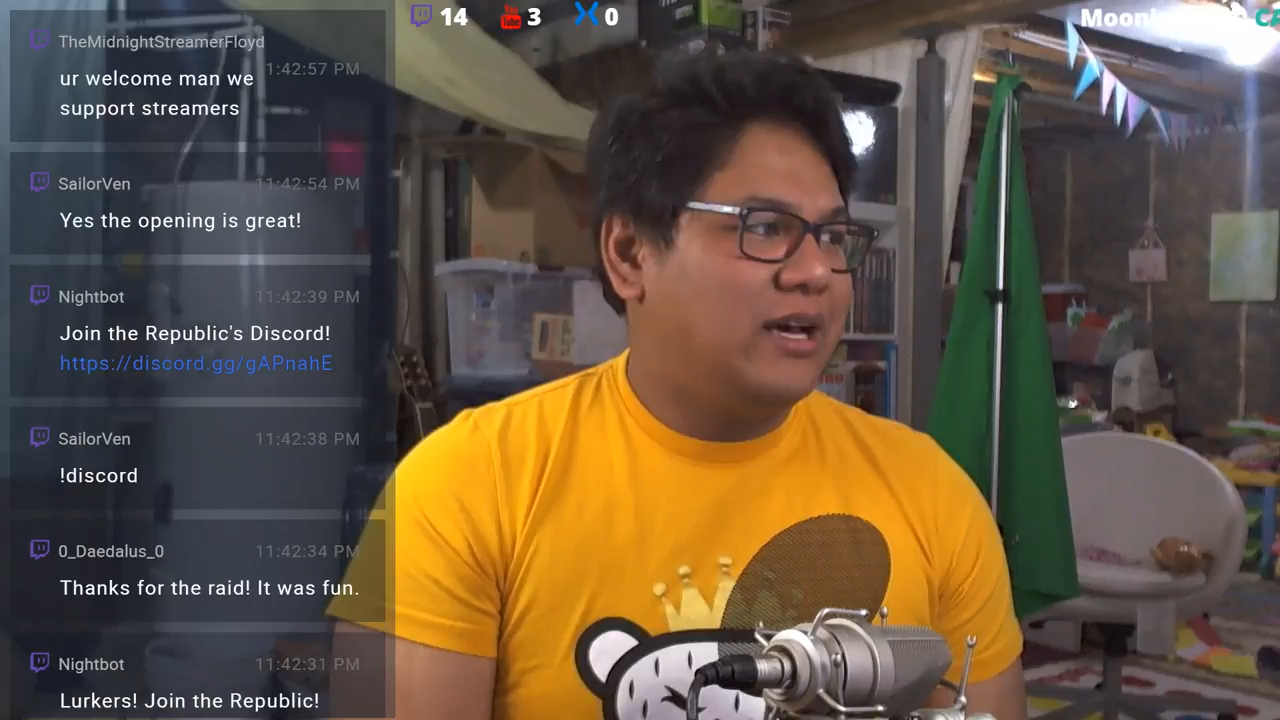 14
3
0
TheMidnightStreamerFloyd
1:42:57 PM
ur welcome man we
support streamers
SailorVen
11:42:54 PM
Yes the opening is great!
Nightbot
11:42:39 PM
Join the Republic's Discord!
https://discord.gg/gAPnahE
SailorVen
11:42:38 PM
!discord
0_Daedalus_0
11:42:34 PM
Thanks for the raid! It was fun.
Nightbot
11:42:31 PM
Lurkers! Join the Republic!